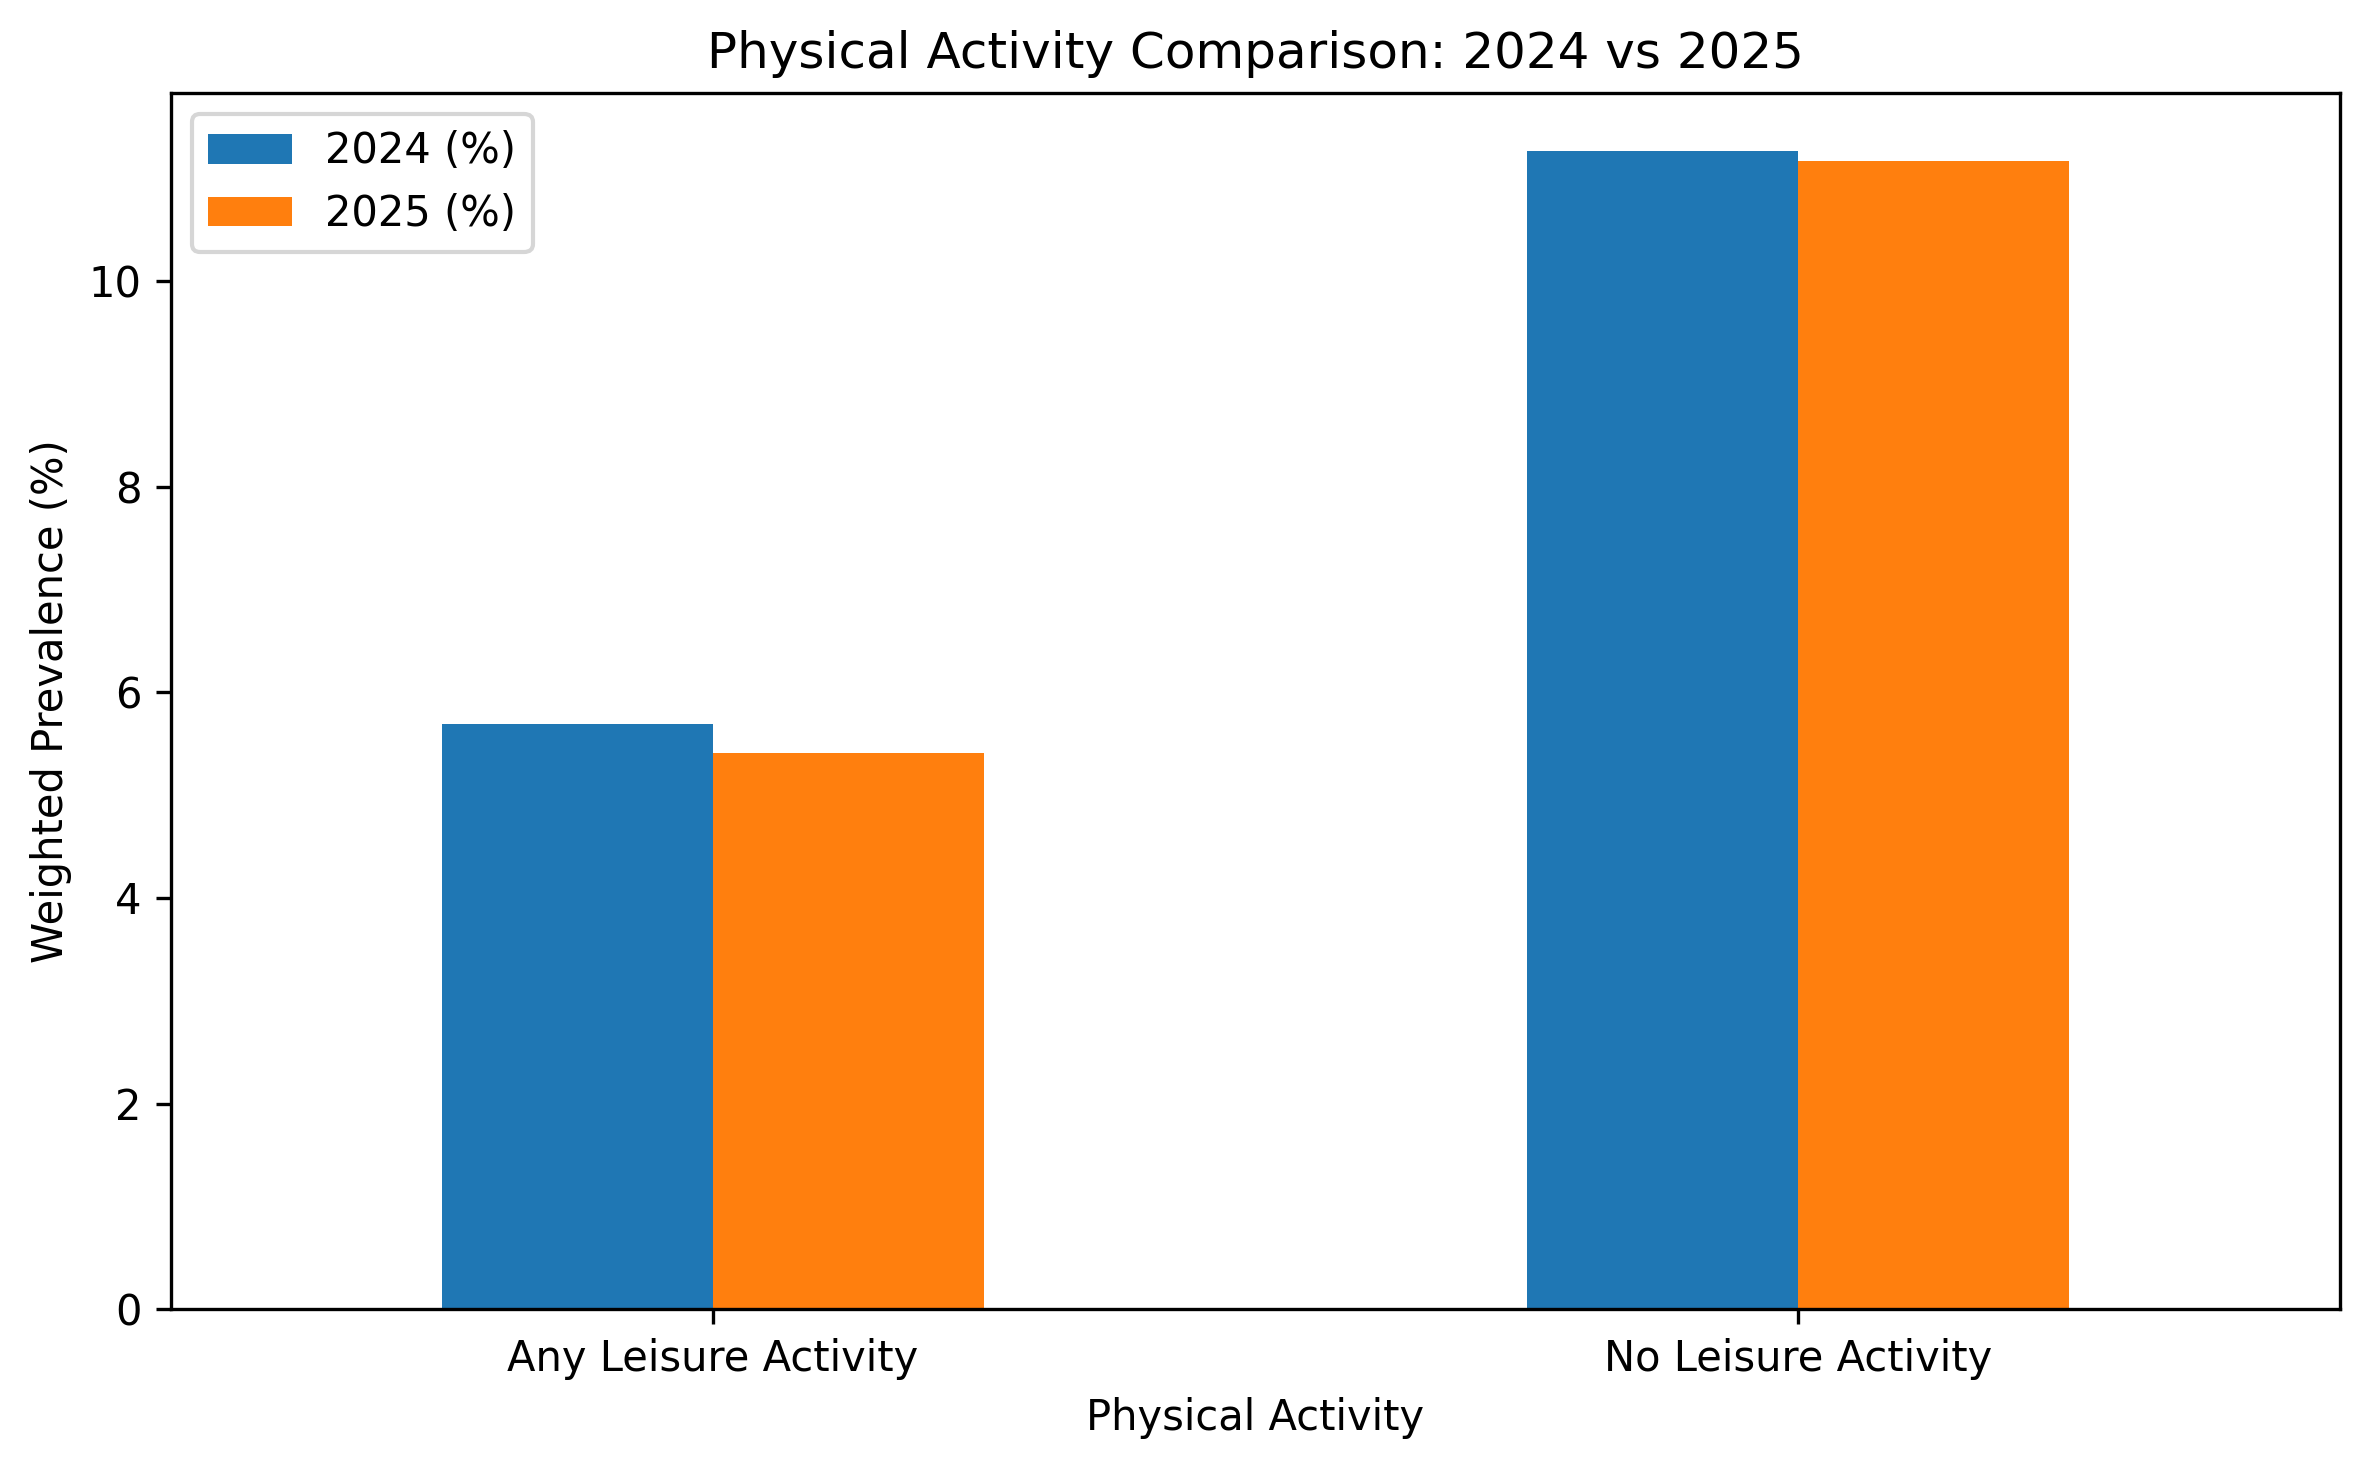 Physical Activity Comparison: 2024 vs 2025
2024 (%)
2025 (%)
Weighted Prevalence (%)
10
8
6
4
2
0
Any Leisure Activity
No Leisure Activity
Physical Activity